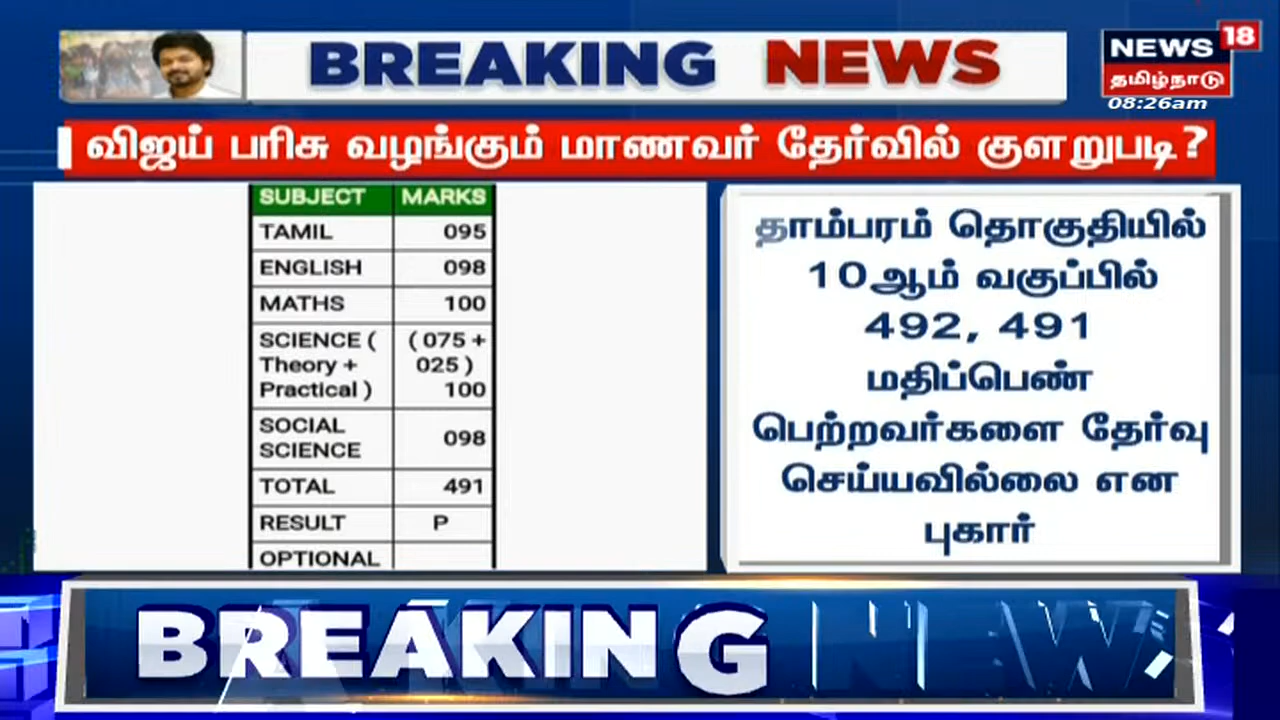 BREAKING NEWS
NEWS 18
தமிழ்நாடு
08:26am
விஜய் பரிசு வழங்கும் மாணவர் தேர்வில் குளறுபடி?
SUBJECT MARKS
TAMIL 095
ENGLISH 098
MATHS 100
SCIENCE ( ( 075 +
Theory + 025 )
Practical ) 100
SOCIAL
SCIENCE 098
TOTAL 491
RESULT P
OPTIONAL
தாம்பரம் தொகுதியில்
10ஆம் வகுப்பில்
492, 491
மதிப்பெண்
பெற்றவர்களை தேர்வு
செய்யவில்லை என
புகார்
BREAKING NEW